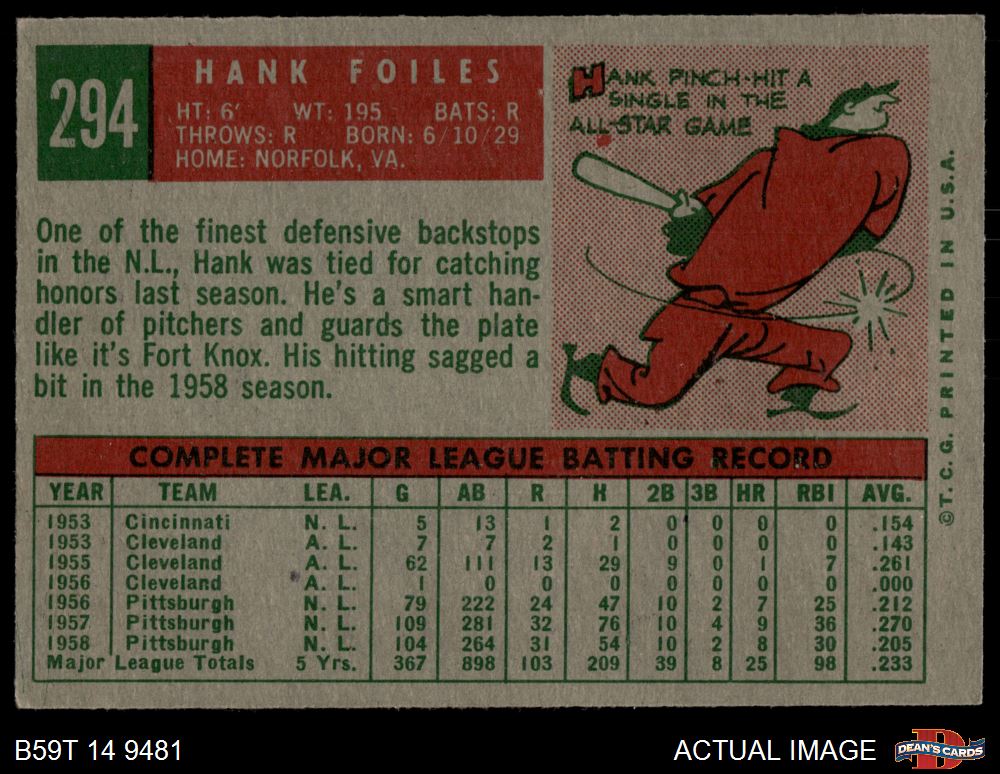 294
HANK FOILES
HT: 6' WT: 195 BATS: R
THROWS: R BORN: 6/10/29
HOME: NORFOLK, VA.
HANK PINCH-HIT A
SINGLE IN THE
ALL-STAR GAME
One of the finest defensive backstops
in the N.L., Hank was tied for catching
honors last season. He's a smart han-
dler of pitchers and guards the plate
like it's Fort Knox. His hitting sagged a
bit in the 1958 season.
COMPLETE MAJOR LEAGUE BATTING RECORD
YEAR TEAM LEA. G AB R H 2B 3B HR RBI AVG.
1953 Cincinnati N. L. 5 13 1 2 0 0 0 0 .154
1953 Cleveland A. L. 7 7 2 1 0 0 0 0 .143
1955 Cleveland A. L. 62 111 13 29 9 0 1 7 .261
1956 Cleveland A. L. 1 0 0 0 0 0 0 0 .000
1956 Pittsburgh N. L. 79 222 24 47 10 2 7 25 .212
1957 Pittsburgh N. L. 109 281 32 76 10 4 9 36 .270
1958 Pittsburgh N. L. 104 264 31 54 10 2 8 30 .205
Major League Totals 5 Yrs. 367 898 103 209 39 8 25 98 .233
©T.C.G. PRINTED IN U.S.A.
B59T 14 9481
ACTUAL IMAGE
D
DEAN'S CARDS